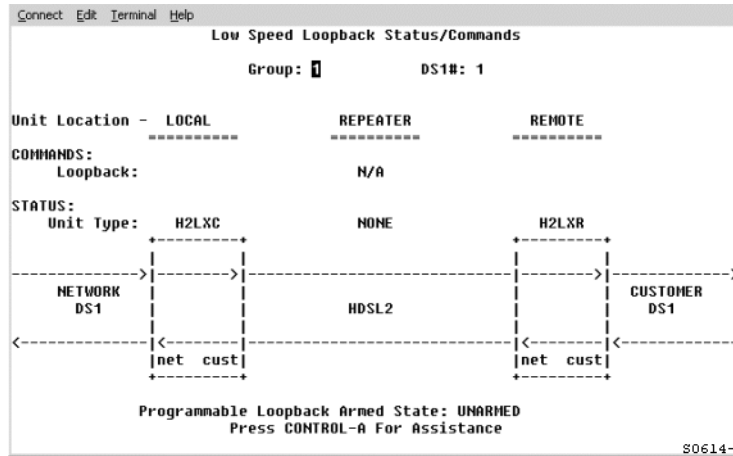 Connect Edit Terminal Help
Low Speed Loopback Status/Commands
Group: 1 DS1#: 1
Unit Location - LOCAL REPEATER REMOTE
========== ========== ==========
COMMANDS:
Loopback: N/A
STATUS:
Unit Type: H2LXC NONE H2LXR
NETWORK CUSTOMER
DS1 HDSL2 DS1
net cust net cust
Programmable Loopback Armed State: UNARMED
Press CONTROL-A For Assistance
S0614-